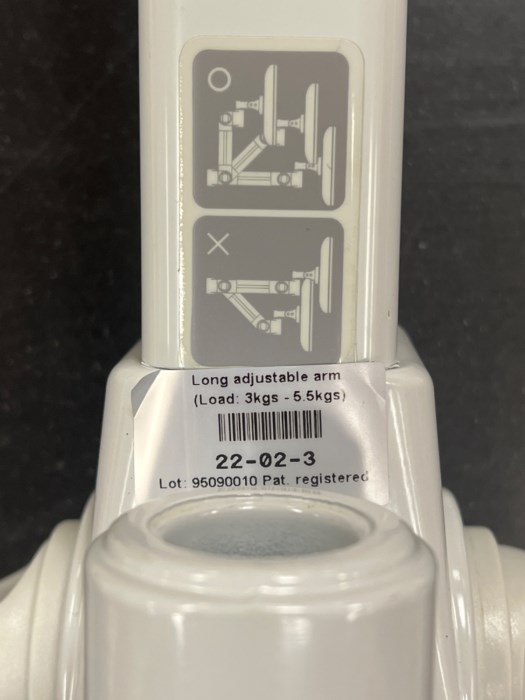 Long adjustable arm
(Load: 3kgs - 5.5kgs)
22-02-3
Lot: 95090010 Pat. registered